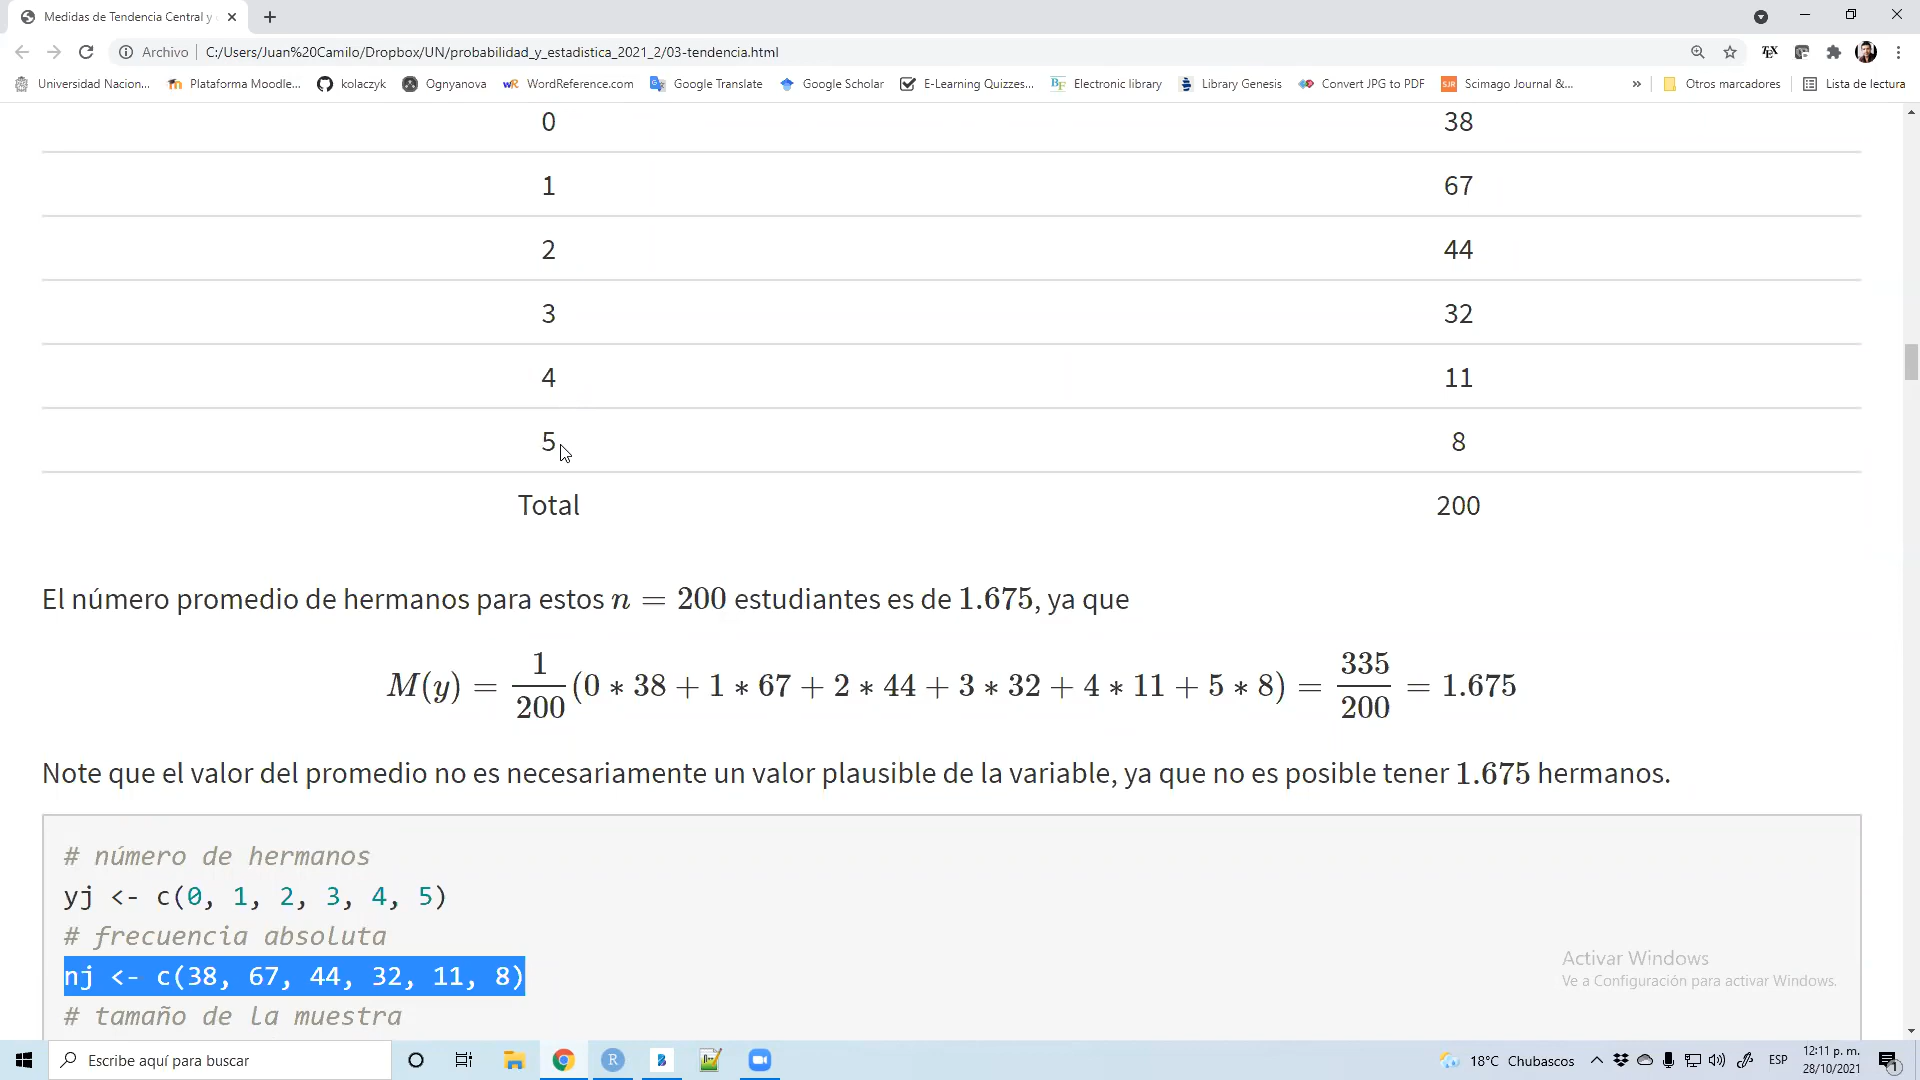 Medidas de Tendencia Central y
Archivo C:/Users/Juan%20Camilo/Dropbox/UN/probabilidad_y_estadistica_2021_2/03-tendencia.html
Universidad Nacion... Plataforma Moodle... kolaczyk Ognyanova WordReference.com Google Translate Google Scholar E-Learning Quizzes... Electronic library Library Genesis Convert JPG to PDF Scimago Journal &... » Otros marcadores Lista de lectura
0 38
1 67
2 44
3 32
4 11
5 8
Total 200
El número promedio de hermanos para estos n = 200 estudiantes es de 1.675, ya que
M(y) = 1/200 (0 * 38 + 1 * 67 + 2 * 44 + 3 * 32 + 4 * 11 + 5 * 8) = 335/200 = 1.675
Note que el valor del promedio no es necesariamente un valor plausible de la variable, ya que no es posible tener 1.675 hermanos.
# número de hermanos
yj <- c(0, 1, 2, 3, 4, 5)
# frecuencia absoluta
nj <- c(38, 67, 44, 32, 11, 8)
# tamaño de la muestra
Activar Windows
Ve a Configuración para activar Windows.
Escribe aquí para buscar
18°C Chubascos
ESP
12:11 p. m.
28/10/2021